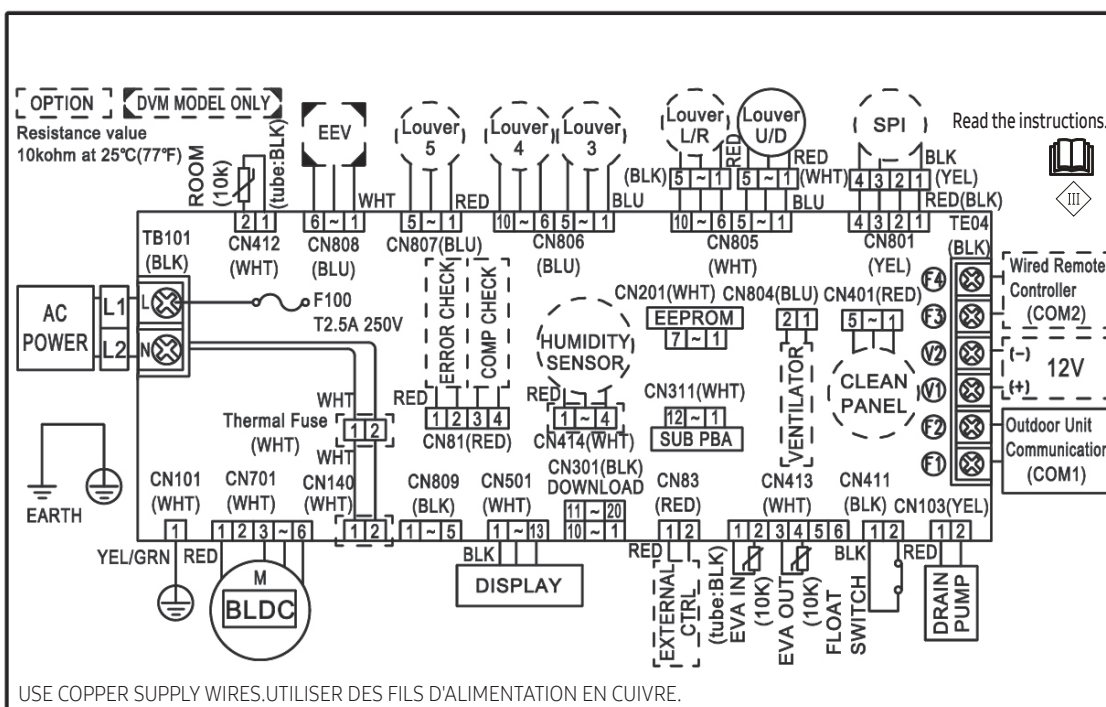 OPTION
DVM MODEL ONLY
Resistance value
10kohm at 25℃(77℉)
ROOM
(10k)
(tube:BLK)
2 1
CN412
(WHT)
EEV
WHT
6 ~ 1
CN808
(BLU)
Louver
5
RED
5 ~ 1
CN807(BLU)
Louver
4
Louver
3
BLU
10 ~ 6 5 ~ 1
CN806
(BLU)
Louver
L/R
RED
Louver
U/D
RED
(BLK)
5 ~ 1
5 ~ 1
(WHT)
BLU
10 ~ 6 5 ~ 1
CN805
(WHT)
SPI
BLK
4 3 2 1
(YEL)
RED(BLK)
4 3 2 1
CN801
(YEL)
Read the instructions.
III
TE04
(BLK)
TB101
(BLK)
AC
POWER
L1
L2
L
N
F100
T2.5A 250V
ERROR CHECK
COMP CHECK
RED
1 2 3 4
CN81(RED)
HUMIDITY
SENSOR
RED
1 ~ 4
CN414(WHT)
CN201(WHT)
EEPROM
7 ~ 1
CN311(WHT)
12 ~ 1
SUB PBA
CN804(BLU)
2 1
VENTILATOR
CN401(RED)
5 ~ 1
CLEAN
PANEL
F4
F3
V2
V1
F2
F1
Wired Remote
Controller
(COM2)
(-)
12V
(+)
Outdoor Unit
Communication
(COM1)
WHT
Thermal Fuse
(WHT)
1 2
WHT
EARTH
CN101
(WHT)
1
YEL/GRN
CN701
(WHT)
1 2 3 ~ 6
RED
M
BLDC
CN140
(WHT)
1 2
CN809
(BLK)
1 ~ 5
CN501
(WHT)
1 ~ 13
BLK
DISPLAY
CN301(BLK)
DOWNLOAD
11 ~ 20
10 ~ 1
CN83
(RED)
1 2
RED
EXTERNAL
CTRL
CN413
(WHT)
1 2 3 4 5 6
(tube:BLK)
EVA IN
(10K)
EVA OUT
(10K)
CN411
(BLK)
1 2
BLK
FLOAT
SWITCH
CN103(YEL)
1 2
RED
DRAIN
PUMP
USE COPPER SUPPLY WIRES.UTILISER DES FILS D'ALIMENTATION EN CUIVRE.